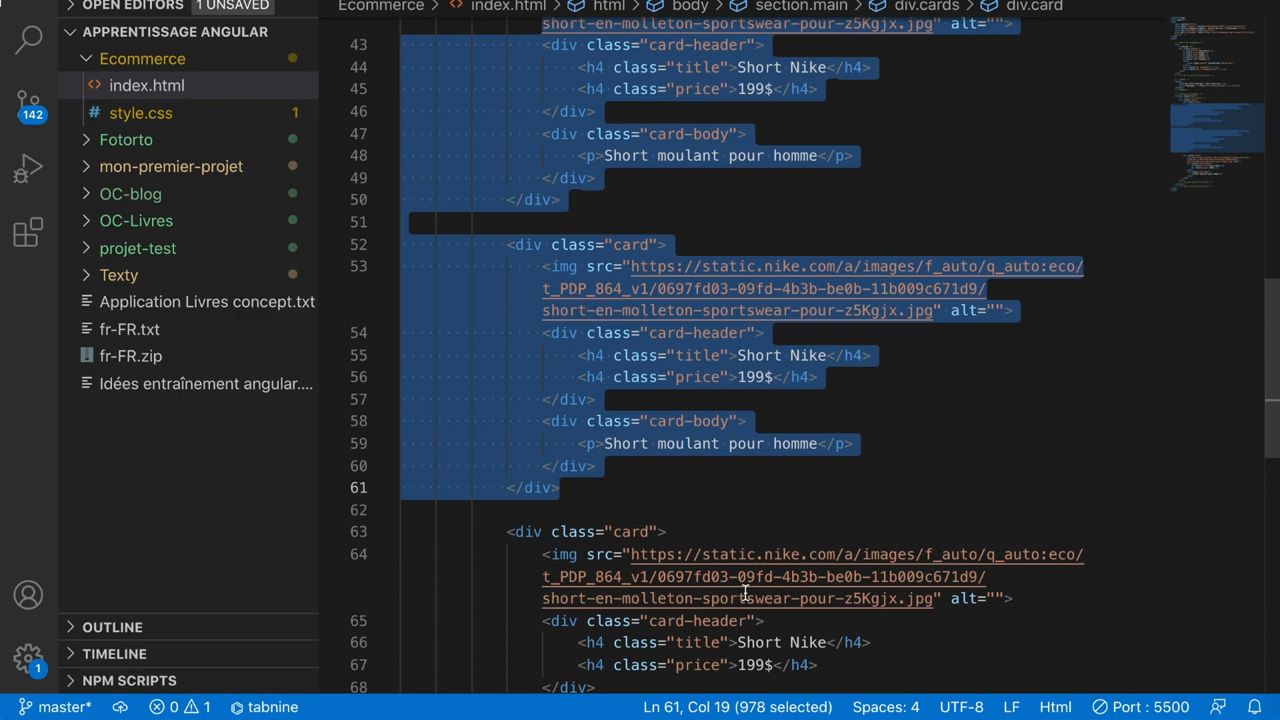 OPEN EDITORS 1 UNSAVED
APPRENTISSAGE ANGULAR
Ecommerce
<> index.html
# style.css 1
Fotorto
mon-premier-projet
OC-blog
OC-Livres
projet-test
Texty
Application Livres concept.txt
fr-FR.txt
fr-FR.zip
Idées entraînement angular....
OUTLINE
TIMELINE
NPM SCRIPTS
142
1
Ecommerce > <> index.html > html > body > section.main > div.cards > div.card
short-en-molleton-sportswear-pour-z5Kgjx.jpg" alt="">
43 <div class="card-header">
44 <h4 class="title">Short Nike</h4>
45 <h4 class="price">199$</h4>
46 </div>
47 <div class="card-body">
48 <p>Short moulant pour homme</p>
49 </div>
50 </div>
51
52 <div class="card">
53 <img src="https://static.nike.com/a/images/f_auto/q_auto:eco/
t_PDP_864_v1/0697fd03-09fd-4b3b-be0b-11b009c671d9/
short-en-molleton-sportswear-pour-z5Kgjx.jpg" alt="">
54 <div class="card-header">
55 <h4 class="title">Short Nike</h4>
56 <h4 class="price">199$</h4>
57 </div>
58 <div class="card-body">
59 <p>Short moulant pour homme</p>
60 </div>
61 </div>
62
63 <div class="card">
64 <img src="https://static.nike.com/a/images/f_auto/q_auto:eco/
t_PDP_864_v1/0697fd03-09fd-4b3b-be0b-11b009c671d9/
short-en-molleton-sportswear-pour-z5Kgjx.jpg" alt="">
65 <div class="card-header">
66 <h4 class="title">Short Nike</h4>
67 <h4 class="price">199$</h4>
68 </div>
master* 0 1 tabnine Ln 61, Col 19 (978 selected) Spaces: 4 UTF-8 LF Html Port : 5500